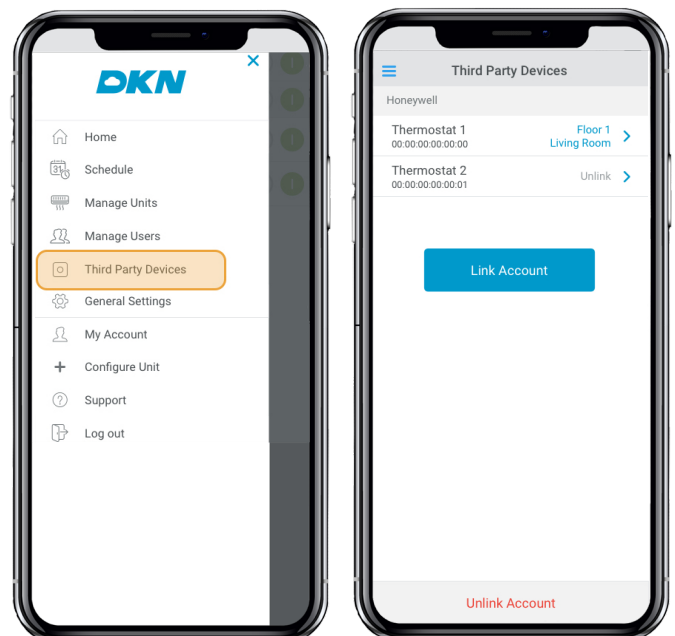 DKN
Home
31
Schedule
Manage Units
Manage Users
Third Party Devices
General Settings
My Account
Configure Unit
Support
Log out
Third Party Devices
Honeywell
Thermostat 1
00:00:00:00:00:00
Floor 1
Living Room
Thermostat 2
00:00:00:00:00:01
Unlink
Link Account
Unlink Account